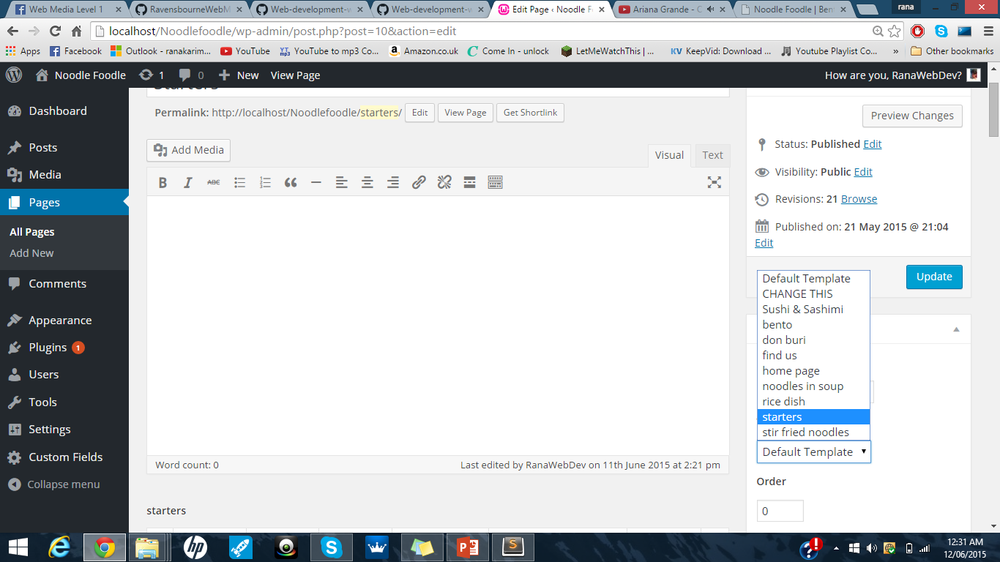 Web Media Level 1
RavensbourneWebM
Web-development-w
Web-development-w
Edit Page ‹ Noodle F
Ariana Grande - C
Noodle Foodle | Ben
rana
localhost/Noodlefoodle/wp-admin/post.php?post=10&action=edit
Apps
Facebook
Outlook - ranakarim...
YouTube
YouTube to mp3 Co...
Amazon.co.uk
Come In - unlock
LetMeWatchThis | ...
KeepVid: Download ...
Youtube Playlist Co...
»
Other bookmarks
Noodle Foodle
1
0
New
View Page
How are you, RanaWebDev?
Dashboard
Posts
Media
Pages
All Pages
Add New
Comments
Appearance
Plugins 1
Users
Tools
Settings
Custom Fields
Collapse menu
Starters
Permalink: http://localhost/Noodlefoodle/starters/ Edit View Page Get Shortlink
Add Media
Visual Text
B I ABC
Word count: 0
Last edited by RanaWebDev on 11th June 2015 at 2:21 pm
starters
Preview Changes
Status: Published Edit
Visibility: Public Edit
Revisions: 21 Browse
Published on: 21 May 2015 @ 21:04
Edit
Update
Default Template
CHANGE THIS
Sushi & Sashimi
bento
don buri
find us
home page
noodles in soup
rice dish
starters
stir fried noodles
Default Template
Order
0
12:31 AM
12/06/2015